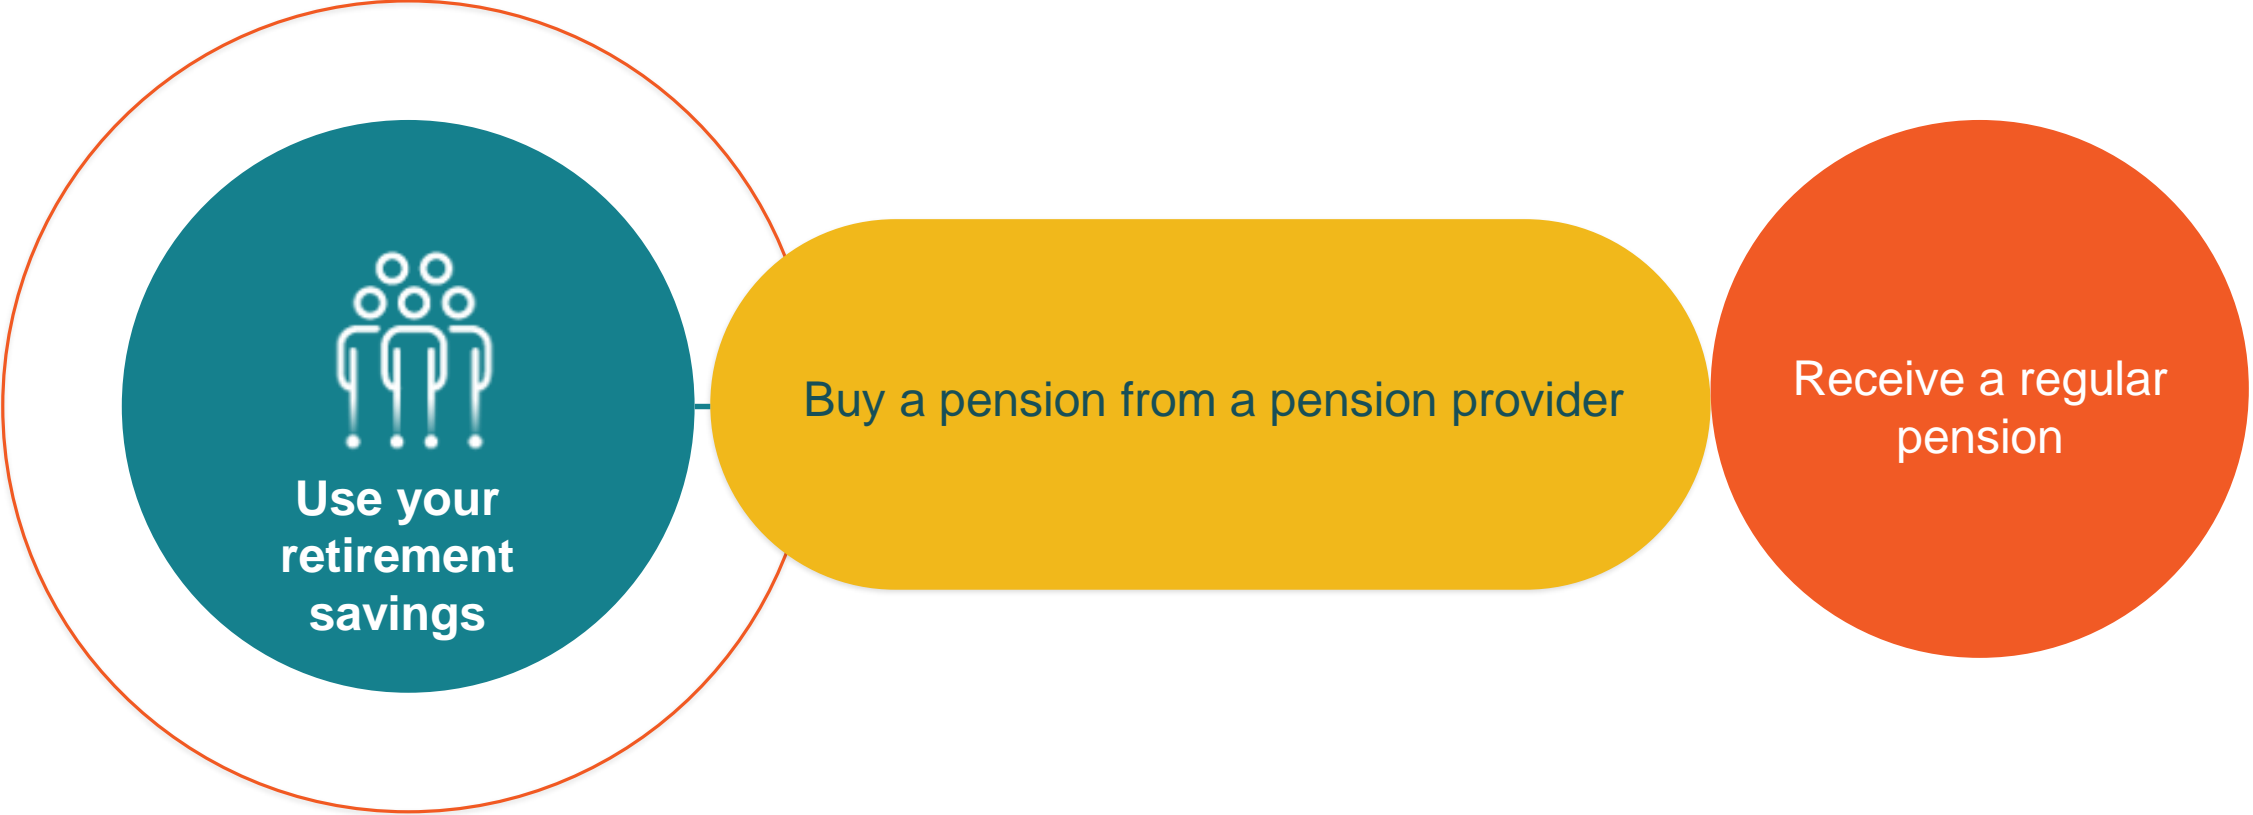 Use your
retirement
savings
Buy a pension from a pension provider
Receive a regular
pension